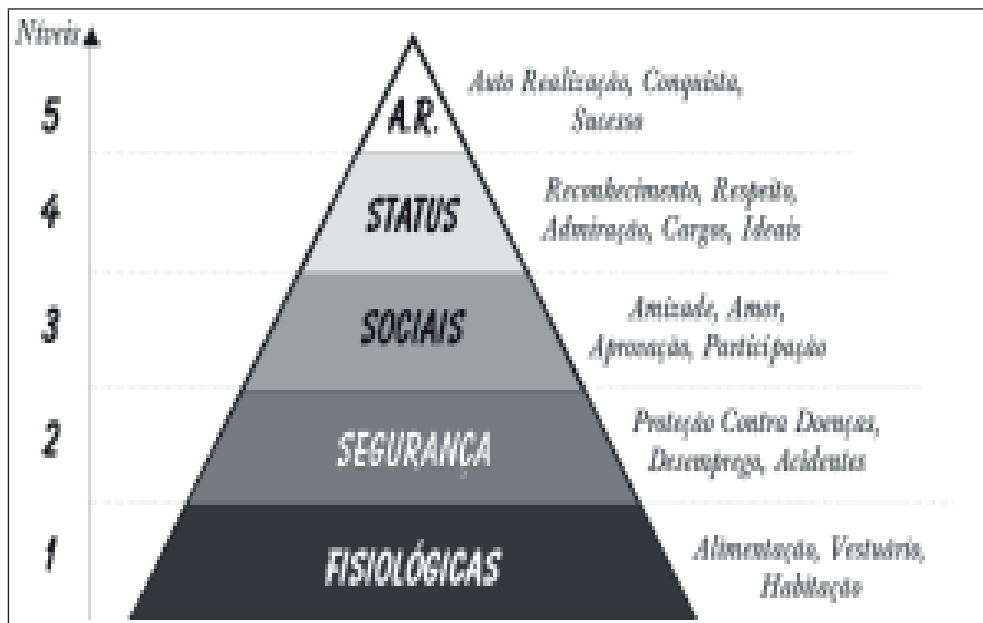 Níveis
5
A.R.
Auto Realização, Conquista,
Sucesso
4
STATUS
Reconhecimento, Respeito,
Admiração, Cargos, Ideais
3
SOCIAIS
Amizade, Amor,
Aprovação, Participação
2
SEGURANÇA
Proteção Contra Doenças,
Desemprego, Acidentes
1
FISIOLÓGICAS
Alimentação, Vestuário,
Habitação